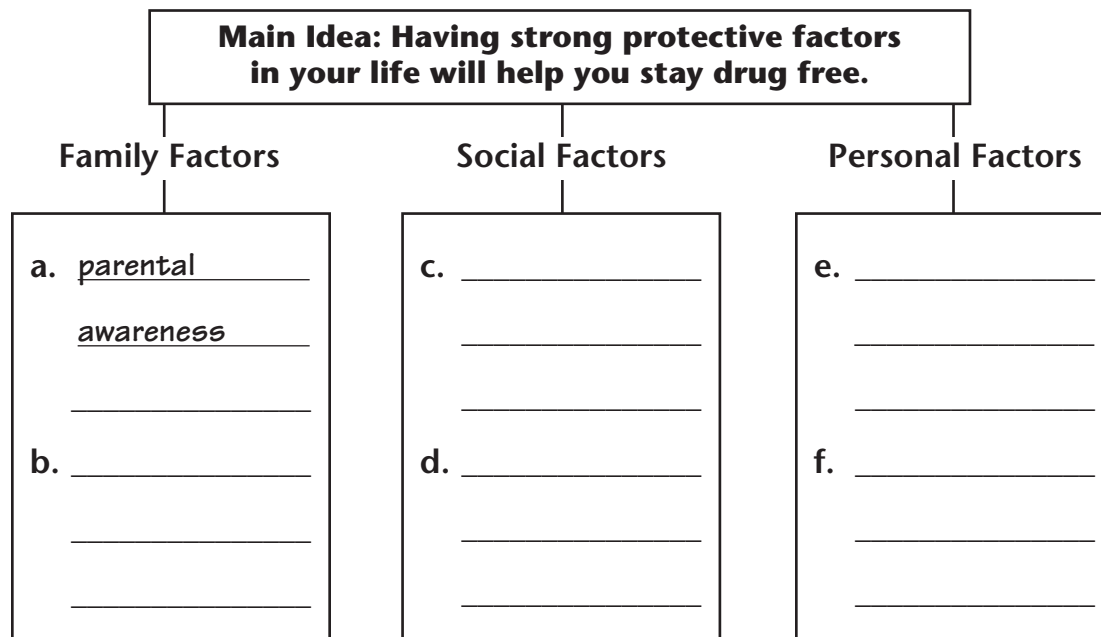 Main Idea: Having strong protective factors
in your life will help you stay drug free.
Family Factors
Social Factors
Personal Factors
a. parental
awareness
b.
c.
d.
e.
f.